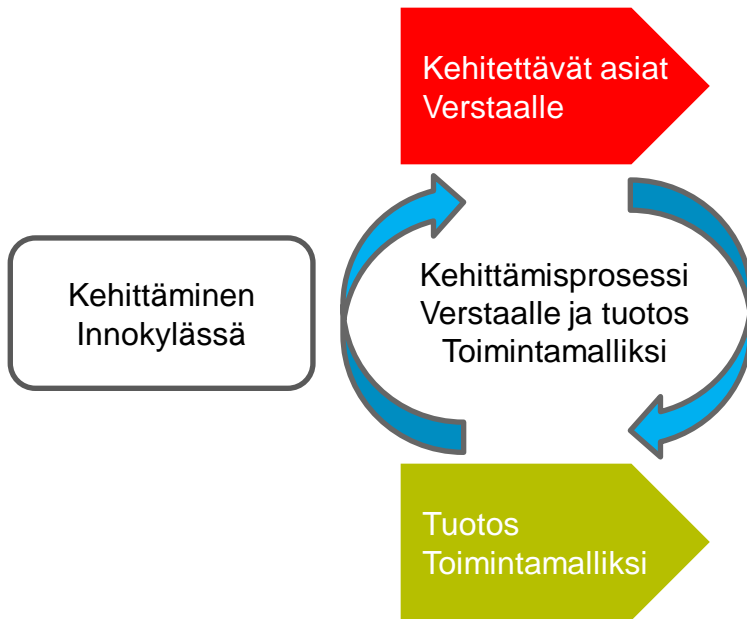 Kehitettävät asiat
Verstaalle
Kehittäminen
Innokylässä
Kehittämisprosessi
Verstaalle ja tuotos
Toimintamalliksi
Tuotos
Toimintamalliksi